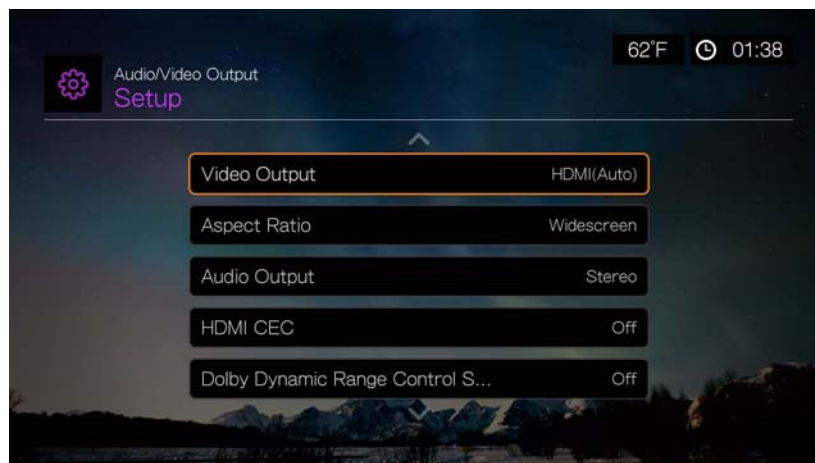 62°F 01:38
Audio/Video Output
Setup
Video Output HDMI(Auto)
Aspect Ratio Widescreen
Audio Output Stereo
HDMI CEC Off
Dolby Dynamic Range Control S... Off